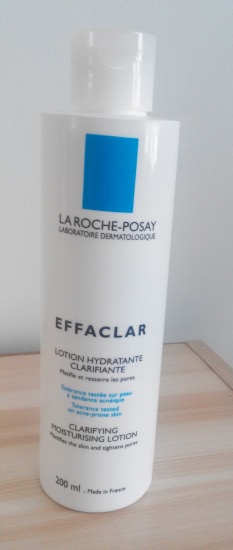 LA ROCHE-POSAY
LABORATOIRE DERMATOLOGIQUE
EFFACLAR
LOTION HYDRATANTE
CLARIFIANTE
Matifie et resserre les pores
Tolérance testée sur peau
à tendance acnéique
Tolerance tested
on acne-prone skin
CLARIFYING
MOISTURISING LOTION
Matifies the skin and tightens pores
200 ml . Made in France